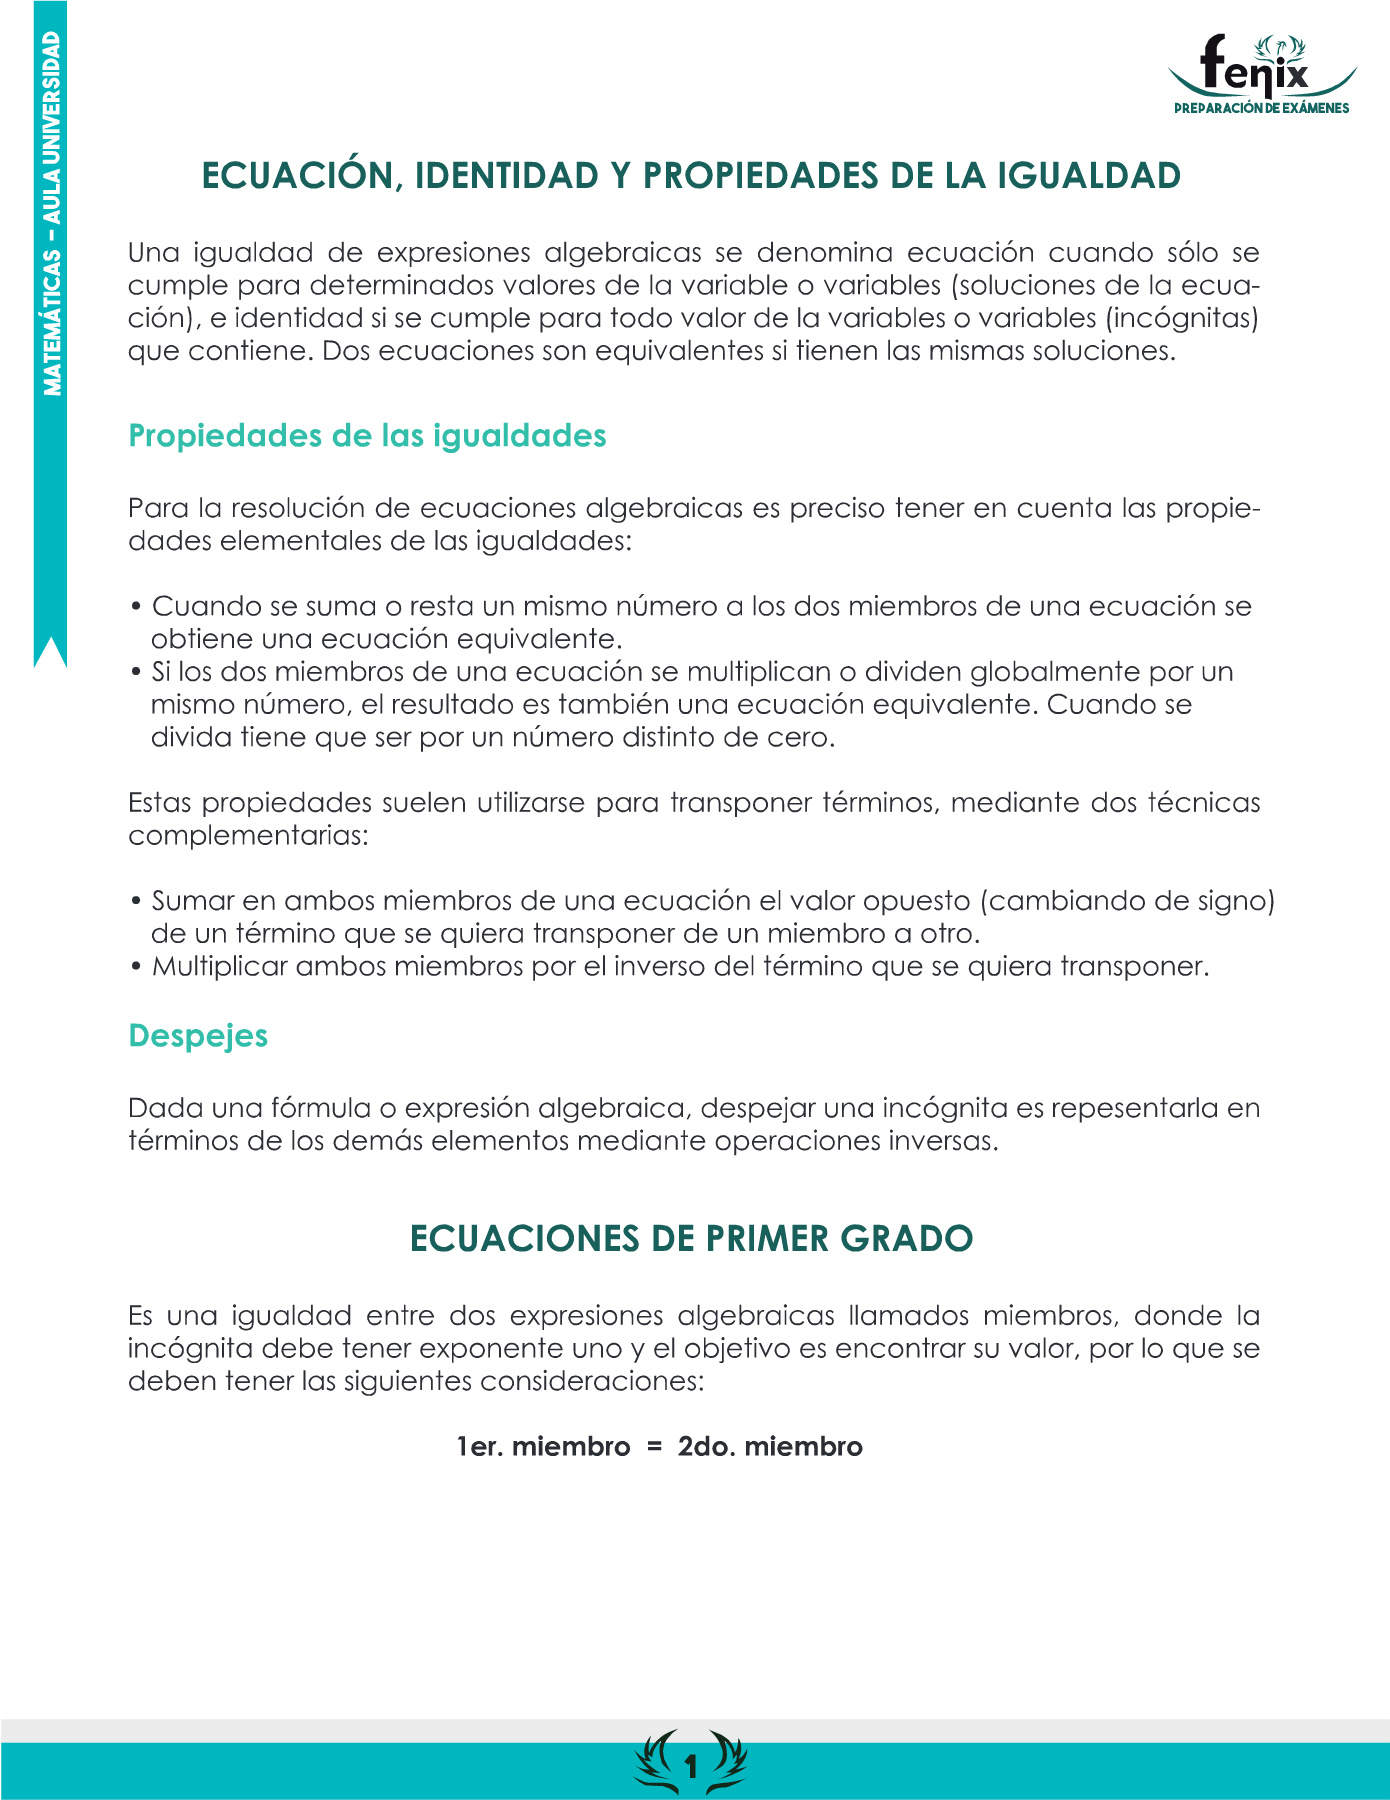 MATEMÁTICAS - AULA UNIVERSIDAD
fenix
PREPARACIÓN DE EXÁMENES
ECUACIÓN, IDENTIDAD Y PROPIEDADES DE LA IGUALDAD
Una igualdad de expresiones algebraicas se denomina ecuación cuando sólo se
cumple para determinados valores de la variable o variables (soluciones de la ecua-
ción), e identidad si se cumple para todo valor de la variables o variables (incógnitas)
que contiene. Dos ecuaciones son equivalentes si tienen las mismas soluciones.
Propiedades de las igualdades
Para la resolución de ecuaciones algebraicas es preciso tener en cuenta las propie-
dades elementales de las igualdades:
• Cuando se suma o resta un mismo número a los dos miembros de una ecuación se
obtiene una ecuación equivalente.
• Si los dos miembros de una ecuación se multiplican o dividen globalmente por un
mismo número, el resultado es también una ecuación equivalente. Cuando se
divida tiene que ser por un número distinto de cero.
Estas propiedades suelen utilizarse para transponer términos, mediante dos técnicas
complementarias:
• Sumar en ambos miembros de una ecuación el valor opuesto (cambiando de signo)
de un término que se quiera transponer de un miembro a otro.
• Multiplicar ambos miembros por el inverso del término que se quiera transponer.
Despejes
Dada una fórmula o expresión algebraica, despejar una incógnita es repesentarla en
términos de los demás elementos mediante operaciones inversas.
ECUACIONES DE PRIMER GRADO
Es una igualdad entre dos expresiones algebraicas llamados miembros, donde la
incógnita debe tener exponente uno y el objetivo es encontrar su valor, por lo que se
deben tener las siguientes consideraciones:
1er. miembro = 2do. miembro
1